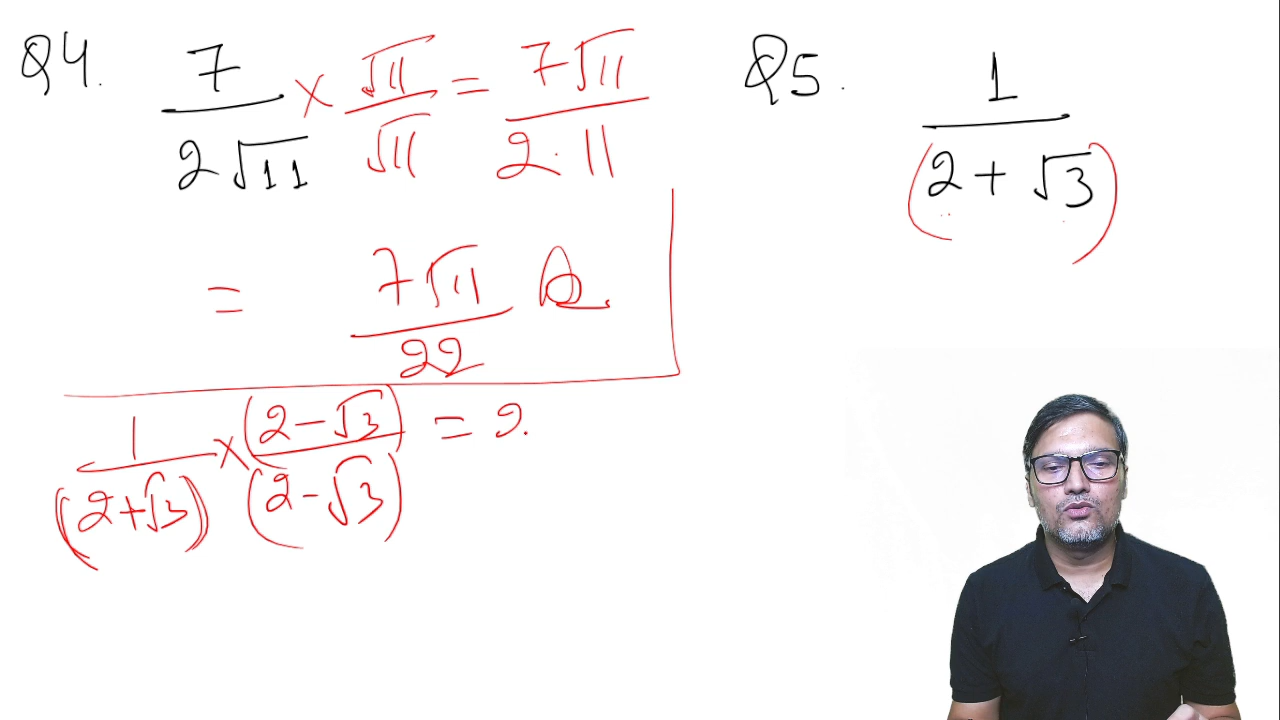 Q4. 7/(2√11) × √11/√11 = 7√11/(2·11)
= 7√11/22
1/(2+√3) × (2-√3)/(2-√3) = 2.
Q5. 1/(2 + √3)